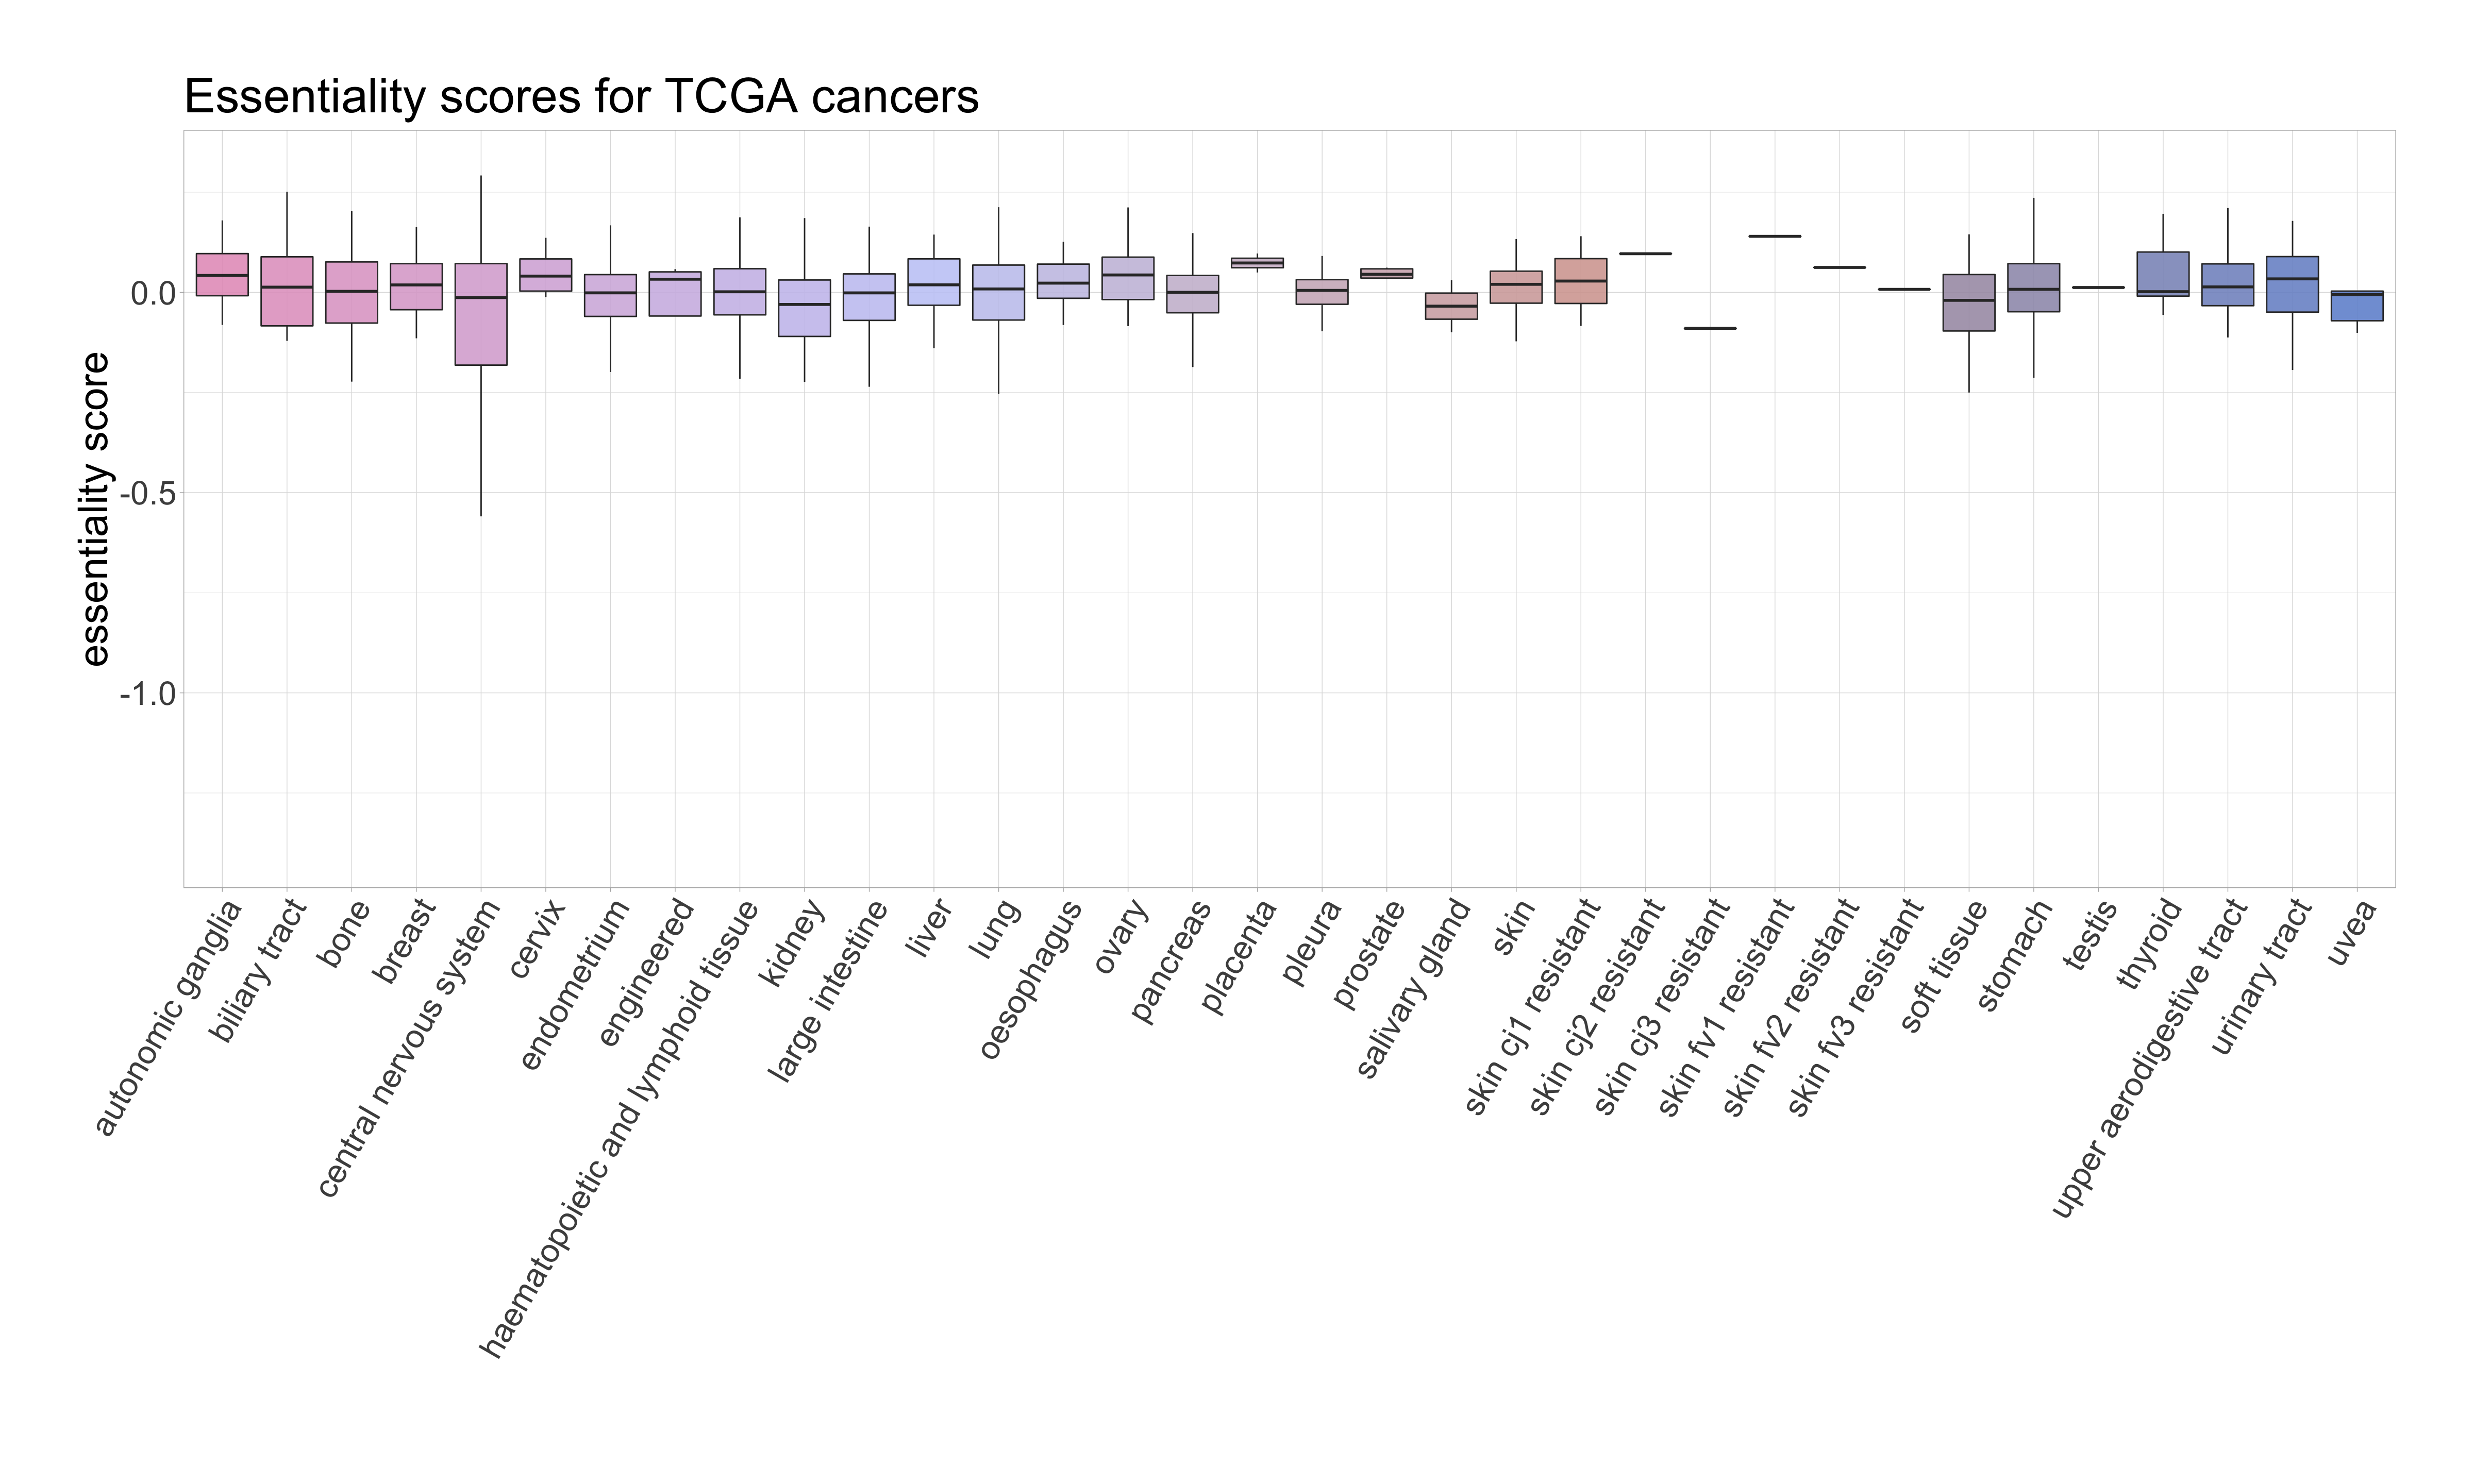 Essentiality scores for TCGA cancers
essentiality score
0.0
-0.5
-1.0
autonomic ganglia
biliary tract
bone
breast
central nervous system
cervix
endometrium
engineered
haematopoietic and lymphoid tissue
kidney
large intestine
liver
lung
oesophagus
ovary
pancreas
placenta
pleura
prostate
salivary gland
skin
skin cj1 resistant
skin cj2 resistant
skin cj3 resistant
skin fv1 resistant
skin fv2 resistant
skin fv3 resistant
soft tissue
stomach
testis
thyroid
upper aerodigestive tract
urinary tract
uvea